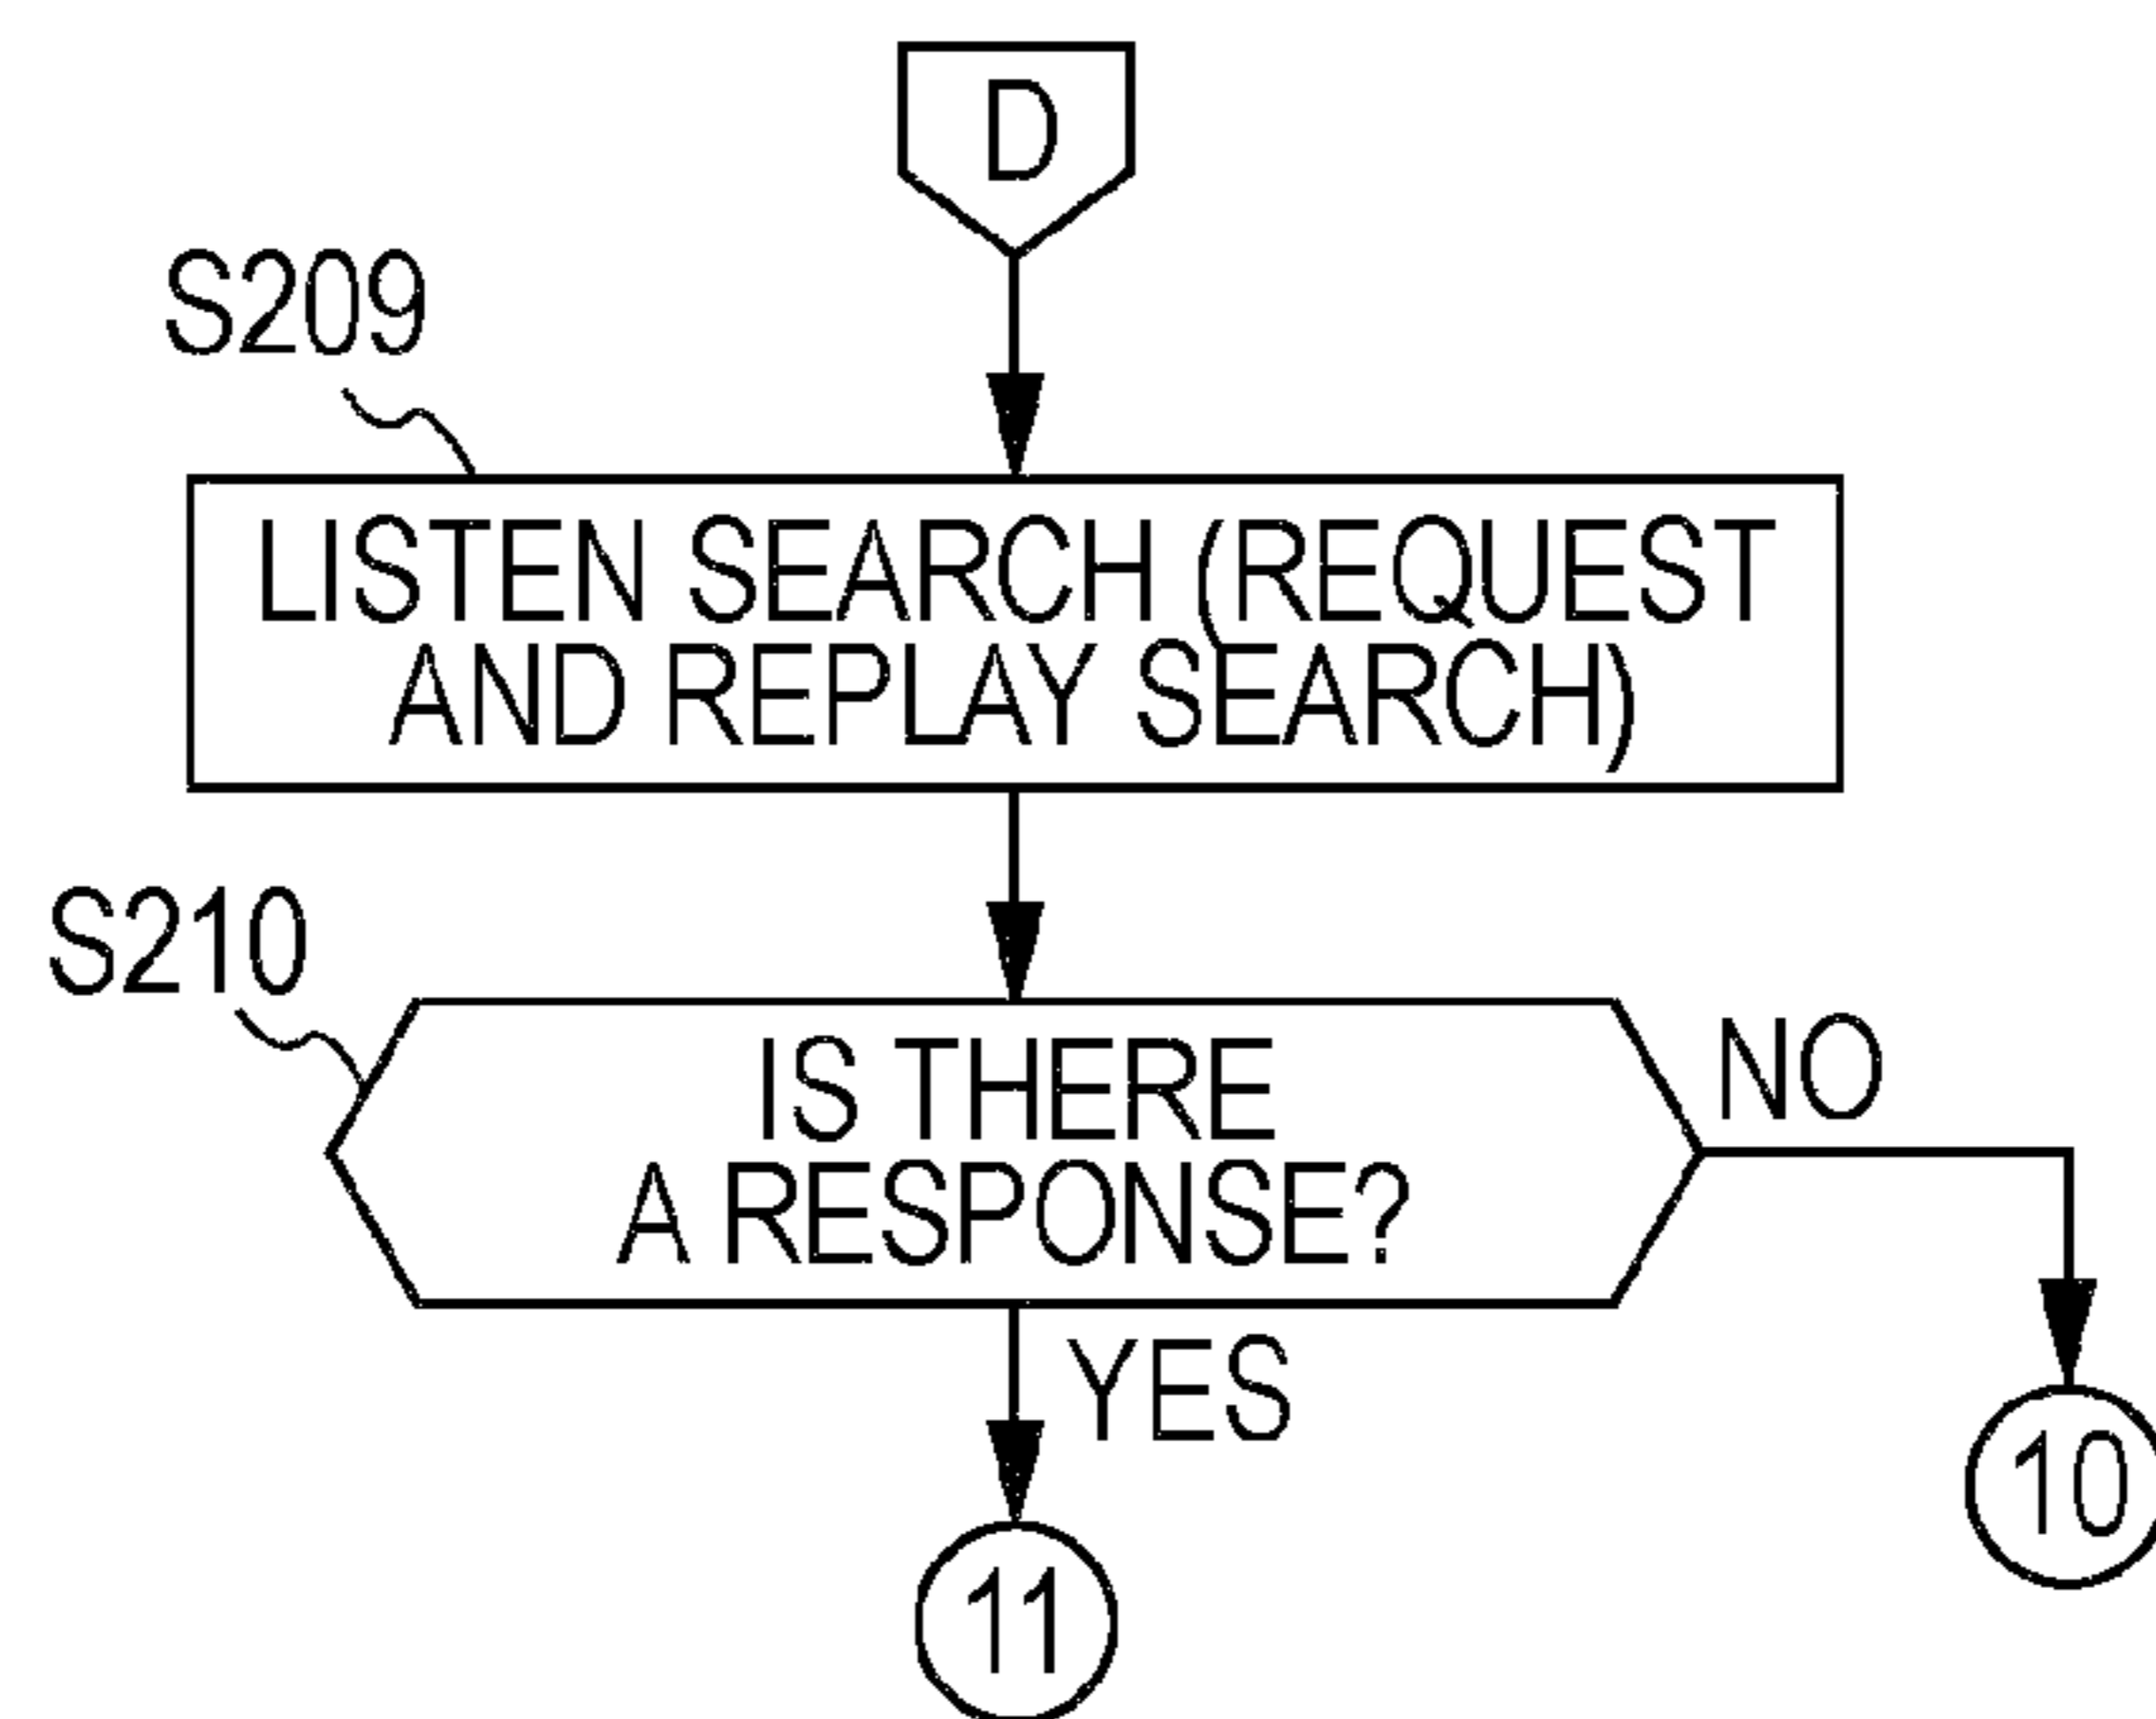 D
S209
LISTEN SEARCH (REQUEST
AND REPLAY SEARCH)
S210
IS THERE
A RESPONSE?
NO
YES
10
11